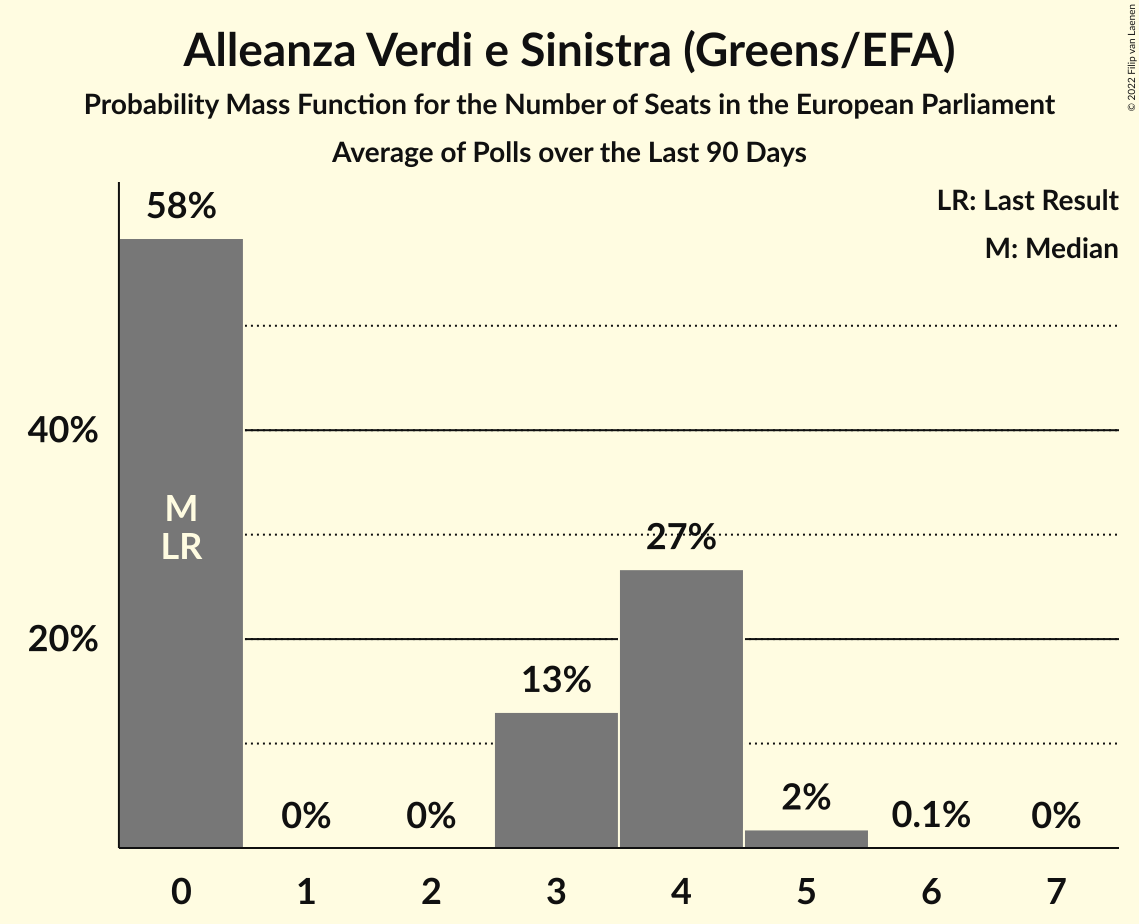 Alleanza Verdi e Sinistra (Greens/EFA)
Probability Mass Function for the Number of Seats in the European Parliament
Average of Polls over the Last 90 Days
© 2022 Filip van Laenen
LR: Last Result
M: Median
58%
40%
M
LR
27%
20%
13%
0%
0%
2%
0.1%
0%
0 1 2 3 4 5 6 7